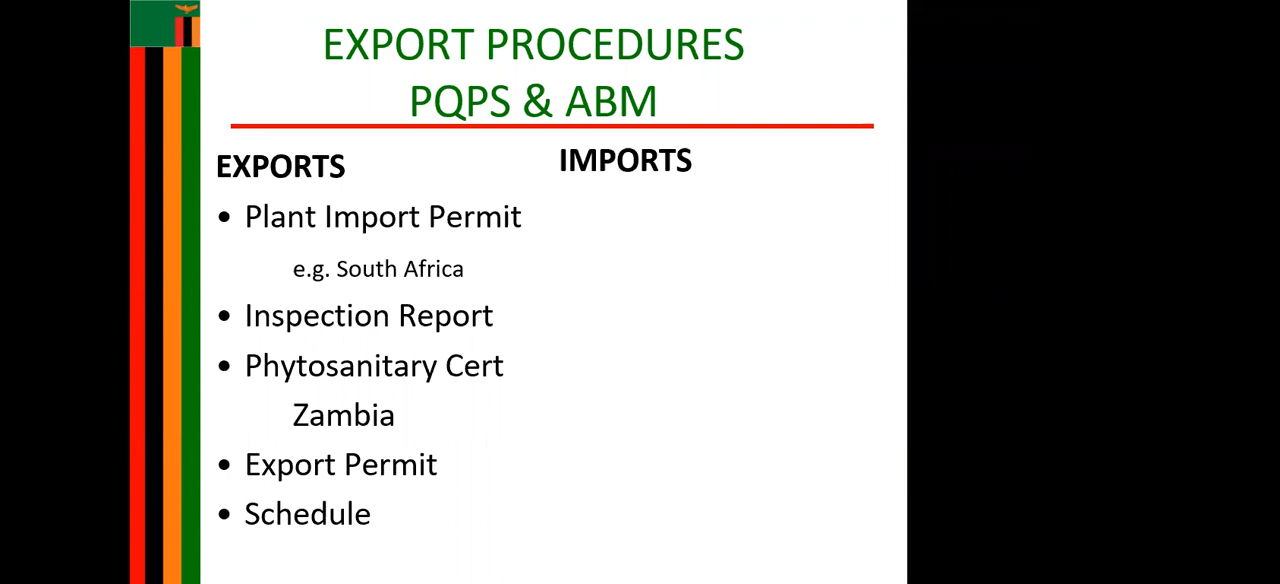 EXPORT PROCEDURES
PQPS & ABM
EXPORTS
• Plant Import Permit
e.g. South Africa
• Inspection Report
• Phytosanitary Cert
Zambia
• Export Permit
• Schedule
IMPORTS